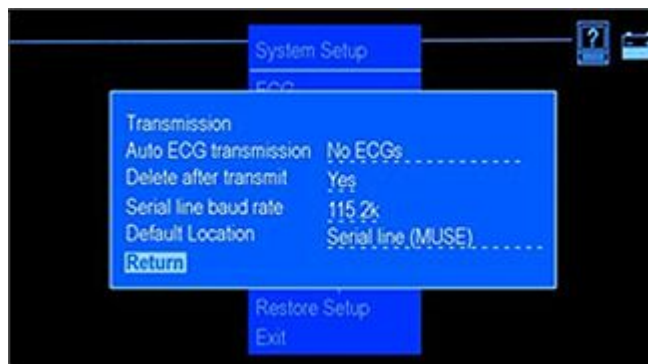 System Setup
ECG
Transmission
Auto ECG transmission No ECGs
Delete after transmit Yes
Serial line baud rate 115.2k
Default Location Serial line (MUSE)
Return
Restore Setup
Exit
?